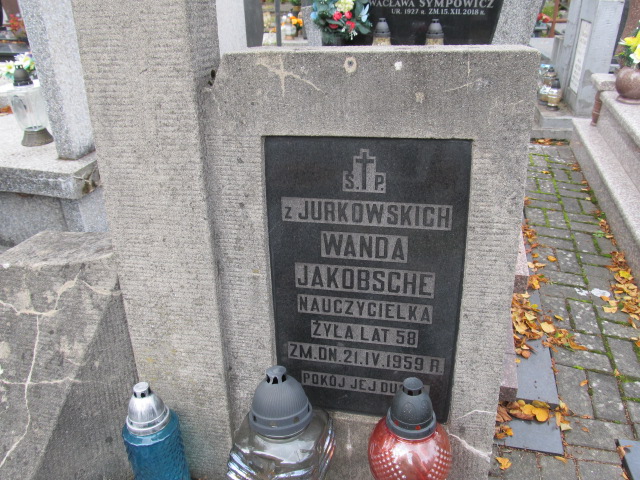 WACŁAWA SYMPOWICZ
UR. 1927 R. ZM 15.XII.2018
Ś. P.
z JURKOWSKICH
WANDA
JAKOBSCHE
NAUCZYCIELKA
ŻYŁA LAT 58
ZM. DN. 21.IV.1959 R
POKÓJ JEJ